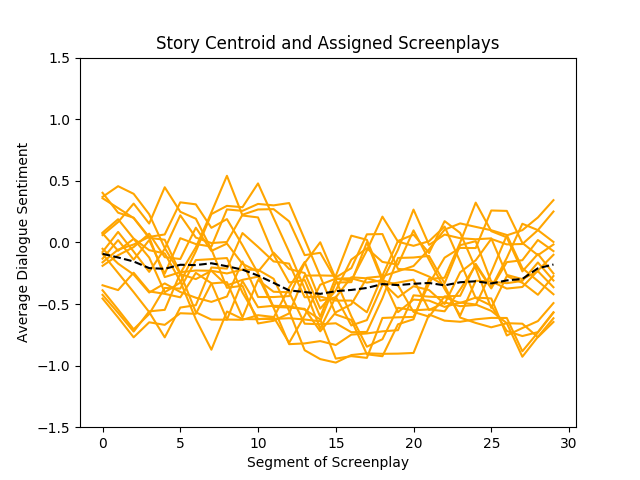 Story Centroid and Assigned Screenplays
1.5
1.0
0.5
0.0
−0.5
−1.0
−1.5
Average Dialogue Sentiment
0 5 10 15 20 25 30
Segment of Screenplay